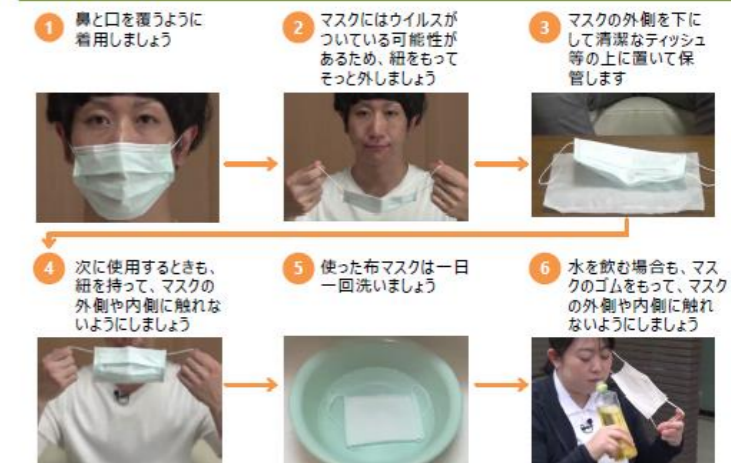 1
鼻と口を覆うように
着用しましょう
2
マスクにはウイルスが
ついている可能性が
あるため、紐をもって
そっと外しましょう
3
マスクの外側を下に
して清潔なティッシュ
等の上に置いて保
管します
4
次に使用するときも、
紐を持って、マスクの
外側や内側に触れな
いようにしましょう
5
使った布マスクは一日
一回洗いましょう
6
水を飲む場合も、マス
クのゴムをもって、マスク
の外側や内側に触れ
ないようにしましょう